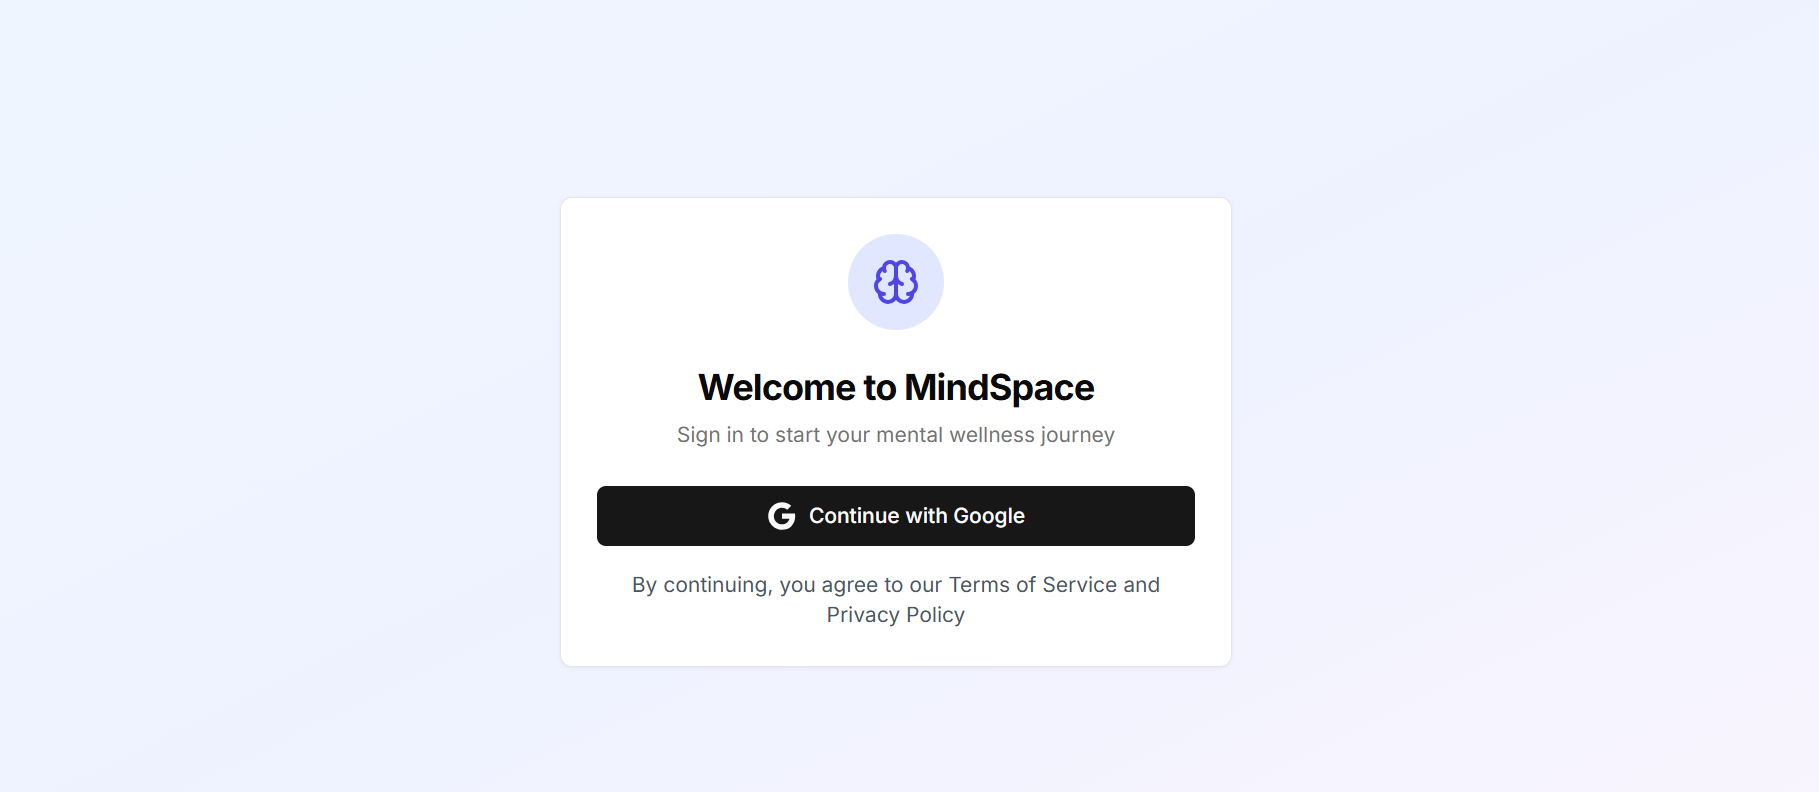 Welcome to MindSpace
Sign in to start your mental wellness journey
Continue with Google
By continuing, you agree to our Terms of Service and
Privacy Policy